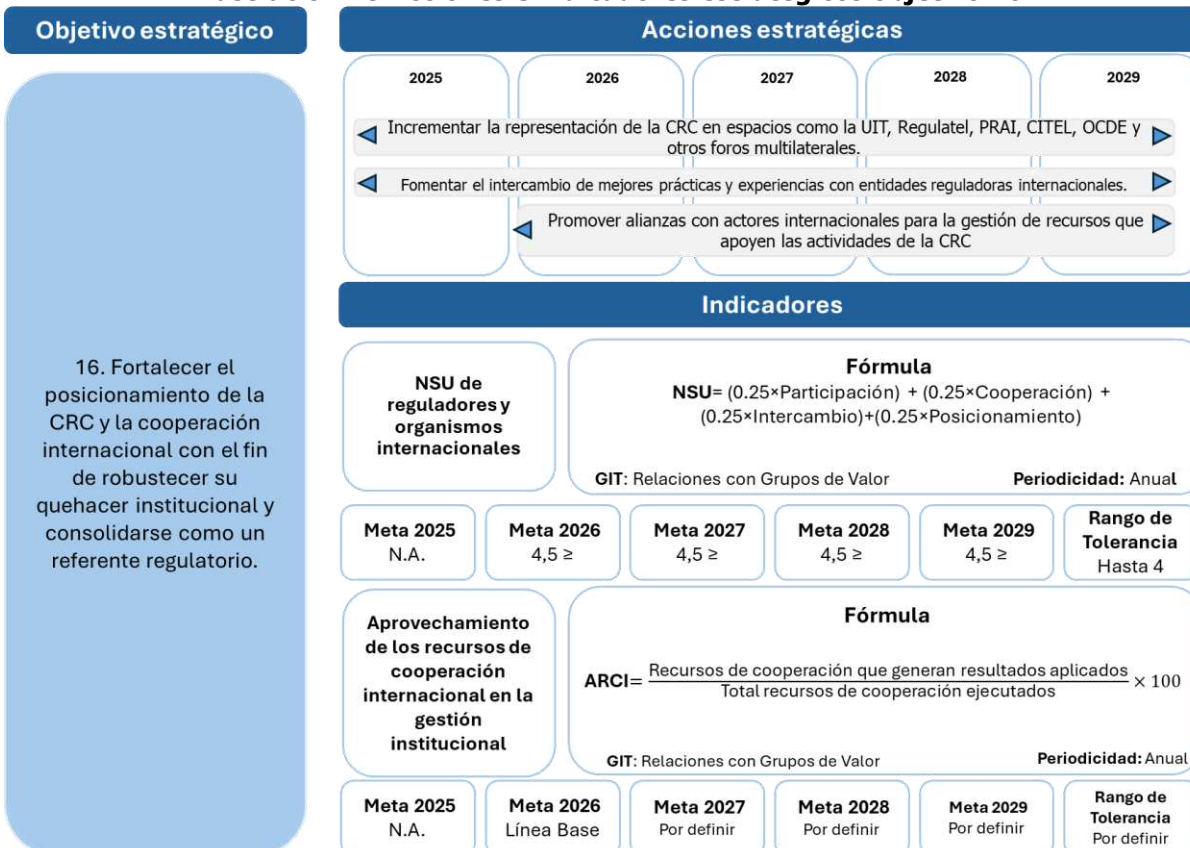 Objetivo estratégico
16. Fortalecer el
posicionamiento de la
CRC y la cooperación
internacional con el fin
de robustecer su
quehacer institucional y
consolidarse como un
referente regulatorio.
Acciones estratégicas
2025 2026 2027 2028 2029
Incrementar la representación de la CRC en espacios como la UIT, Regulatel, PRAI, CITEL, OCDE y
otros foros multilaterales.
Fomentar el intercambio de mejores prácticas y experiencias con entidades reguladoras internacionales.
Promover alianzas con actores internacionales para la gestión de recursos que
apoyen las actividades de la CRC
Indicadores
NSU de
reguladores y
organismos
internacionales
Fórmula
NSU= (0.25×Participación) + (0.25×Cooperación) +
(0.25×Intercambio)+(0.25×Posicionamiento)
GIT: Relaciones con Grupos de Valor Periodicidad: Anual
Meta 2025
N.A.
Meta 2026
4,5 ≥
Meta 2027
4,5 ≥
Meta 2028
4,5 ≥
Meta 2029
4,5 ≥
Rango de
Tolerancia
Hasta 4
Aprovechamiento
de los recursos de
cooperación
internacional en la
gestión
institucional
Fórmula
ARCI= Recursos de cooperación que generan resultados aplicados
Total recursos de cooperación ejecutados
× 100
GIT: Relaciones con Grupos de Valor Periodicidad: Anual
Meta 2025
N.A.
Meta 2026
Línea Base
Meta 2027
Por definir
Meta 2028
Por definir
Meta 2029
Por definir
Rango de
Tolerancia
Por definir